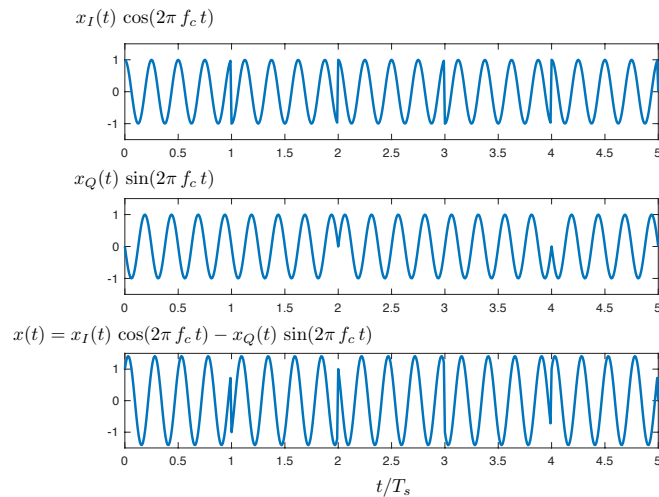 x_I(t) cos(2π f_c t)
1
0
-1
0 0.5 1 1.5 2 2.5 3 3.5 4 4.5 5
x_Q(t) sin(2π f_c t)
1
0
-1
0 0.5 1 1.5 2 2.5 3 3.5 4 4.5 5
x(t) = x_I(t) cos(2π f_c t) − x_Q(t) sin(2π f_c t)
1
0
-1
0 0.5 1 1.5 2 2.5 3 3.5 4 4.5 5
t/T_s